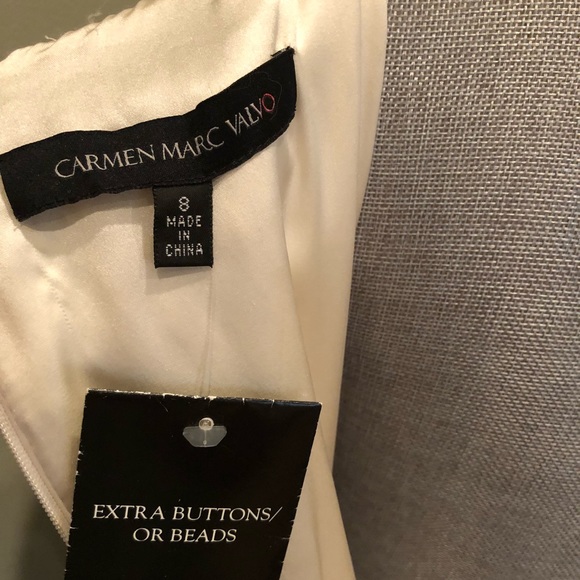 CARMEN MARC VALVO
8
MADE
IN
CHINA
EXTRA BUTTONS/
OR BEADS